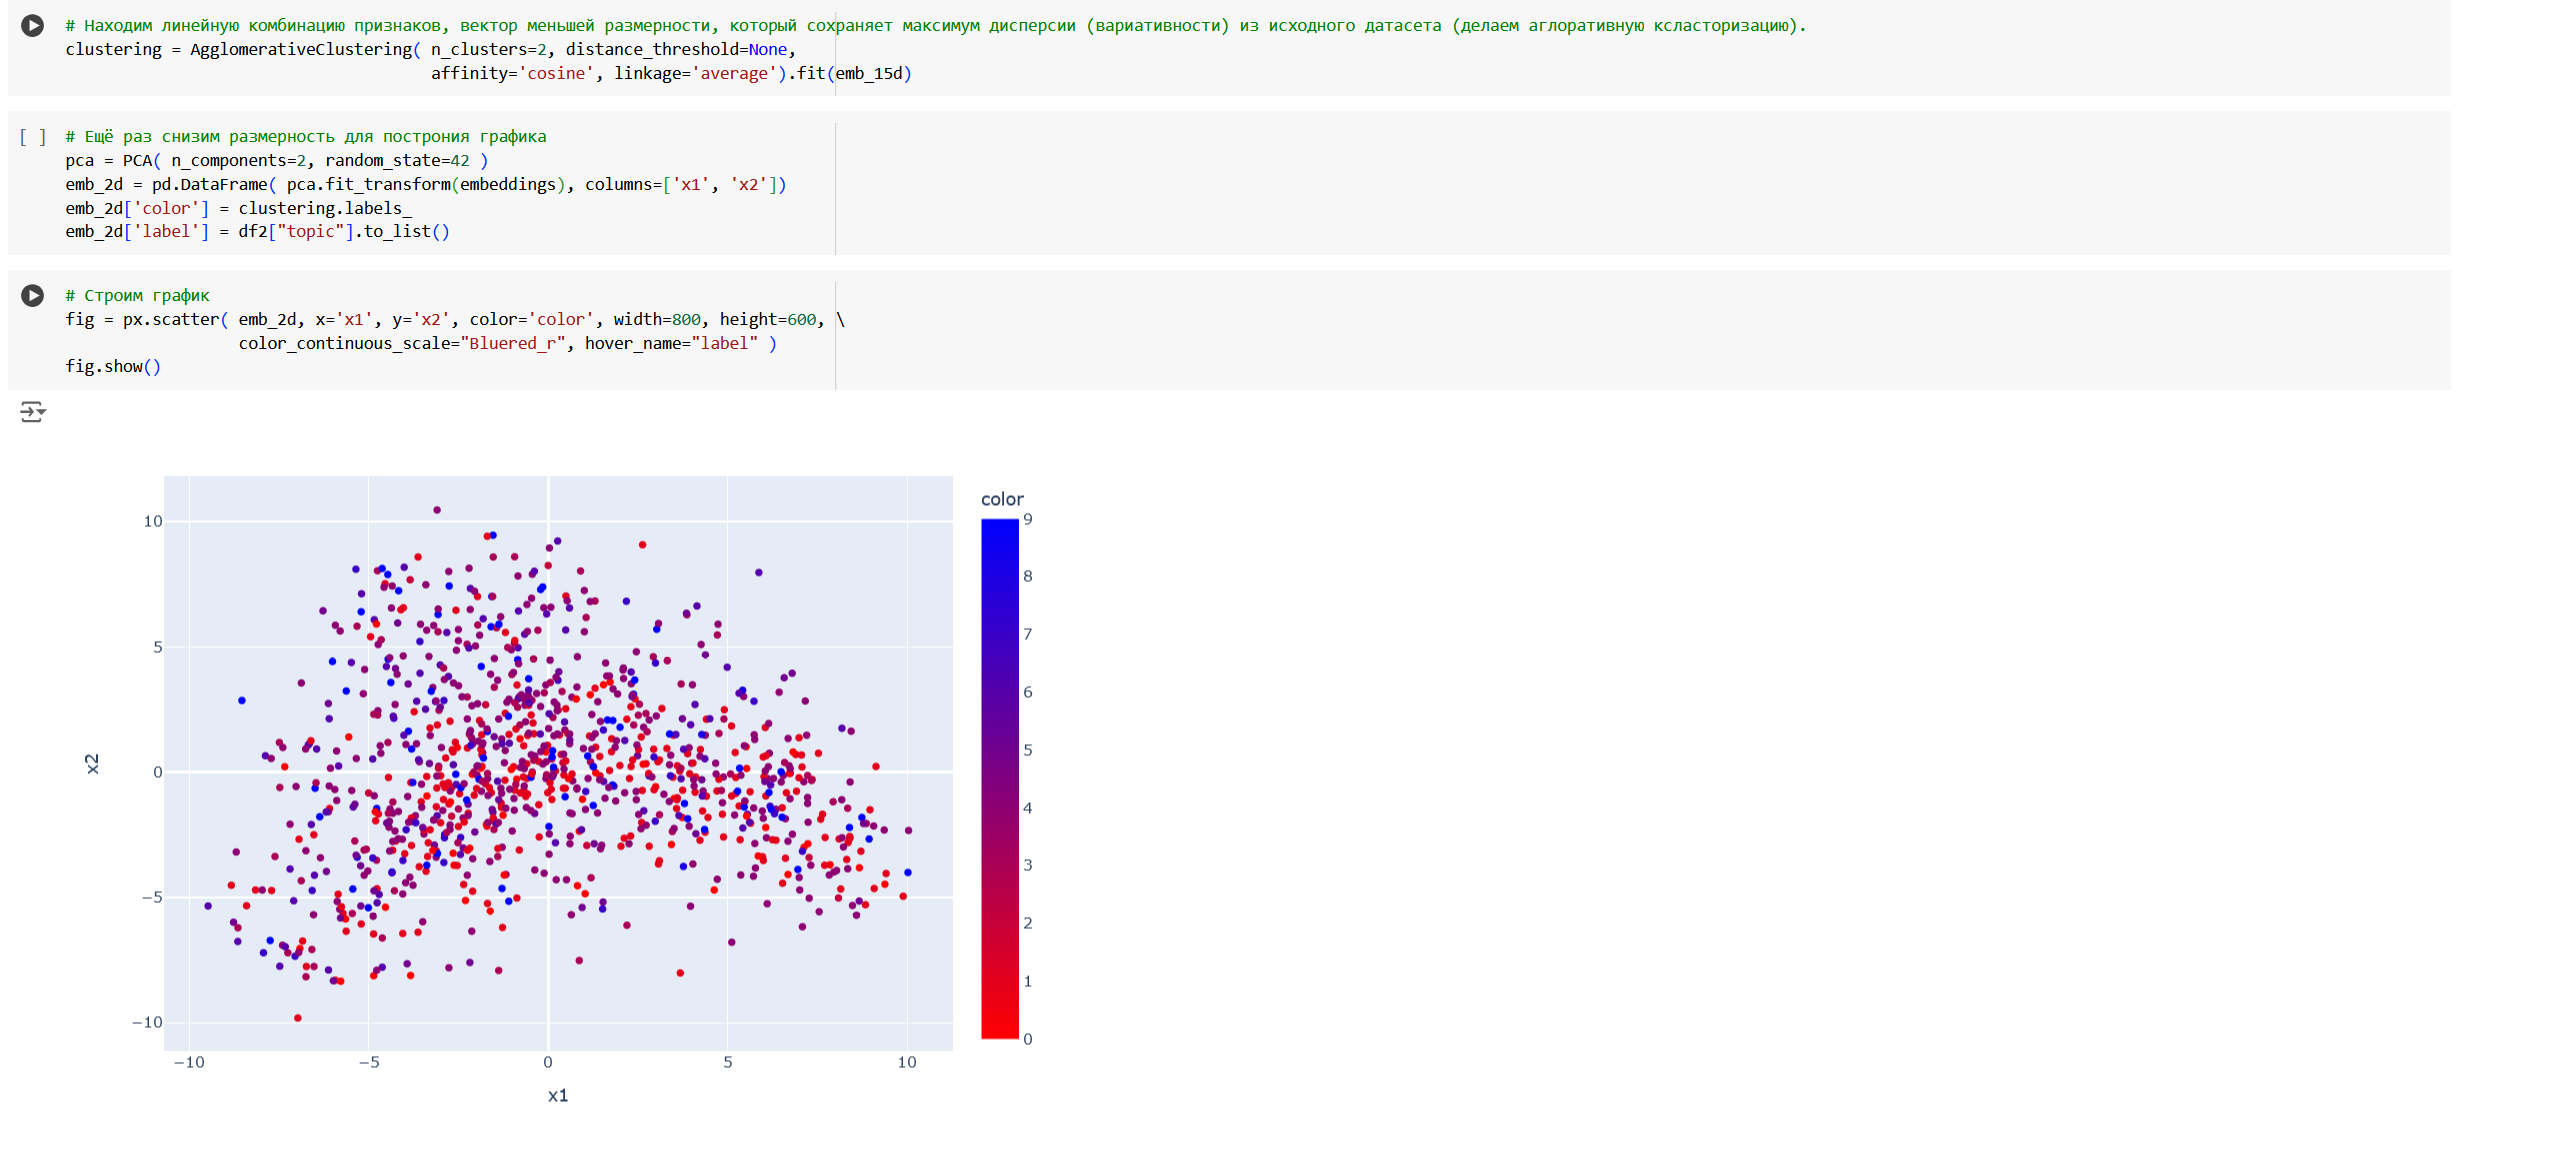 # Находим линейную комбинацию признаков, вектор меньшей размерности, который сохраняет максимум дисперсии (вариативности) из исходного датасета (делаем аглоративную ксласторизацию).
clustering = AgglomerativeClustering( n_clusters=2, distance_threshold=None,
affinity='cosine', linkage='average').fit(emb_15d)
[ ] # Ещё раз снизим размерность для построния графика
pca = PCA( n_components=2, random_state=42 )
emb_2d = pd.DataFrame( pca.fit_transform(embeddings), columns=['x1', 'x2'])
emb_2d['color'] = clustering.labels_
emb_2d['label'] = df2["topic"].to_list()
# Строим график
fig = px.scatter( emb_2d, x='x1', y='x2', color='color', width=800, height=600, \
color_continuous_scale="Bluered_r", hover_name="label" )
fig.show()
color
10
5
0
−5
−10
x2
−10 −5 0 5 10
x1
9
8
7
6
5
4
3
2
1
0